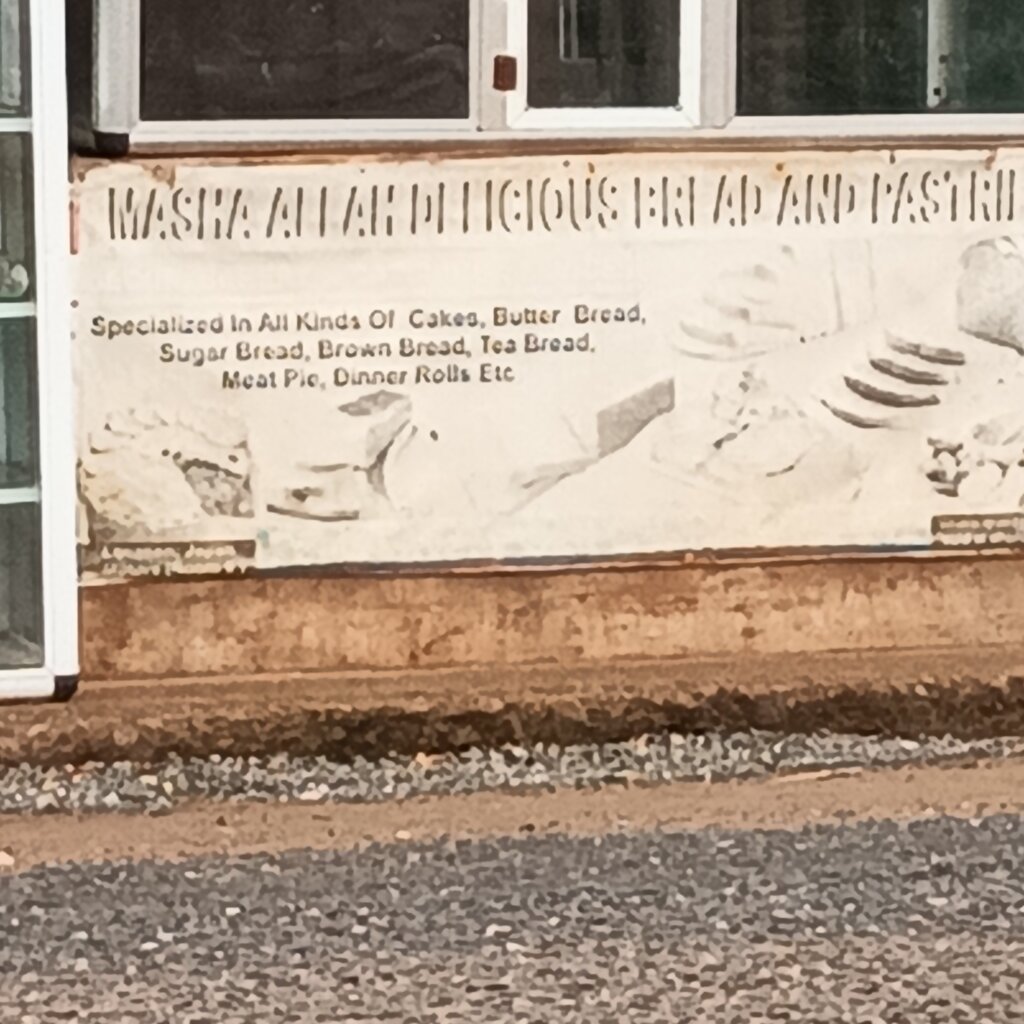 MASHA ALLAH DELICIOUS BREAD AND PASTRI
Specialized In All Kinds Of Cakes, Butter Bread,
Sugar Bread, Brown Bread, Tea Bread,
Meat Pie, Dinner Rolls Etc